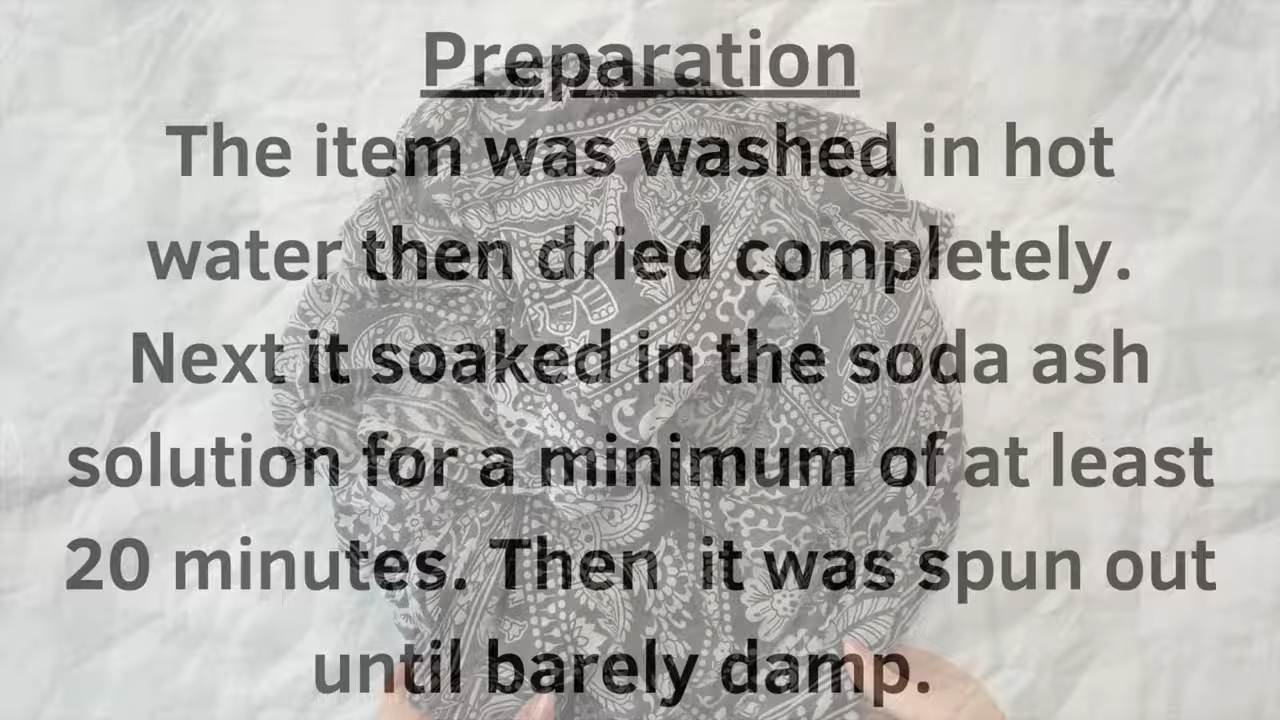 Preparation
The item was washed in hot
water then dried completely.
Next it soaked in the soda ash
solution for a minimum of at least
20 minutes. Then it was spun out
until barely damp.